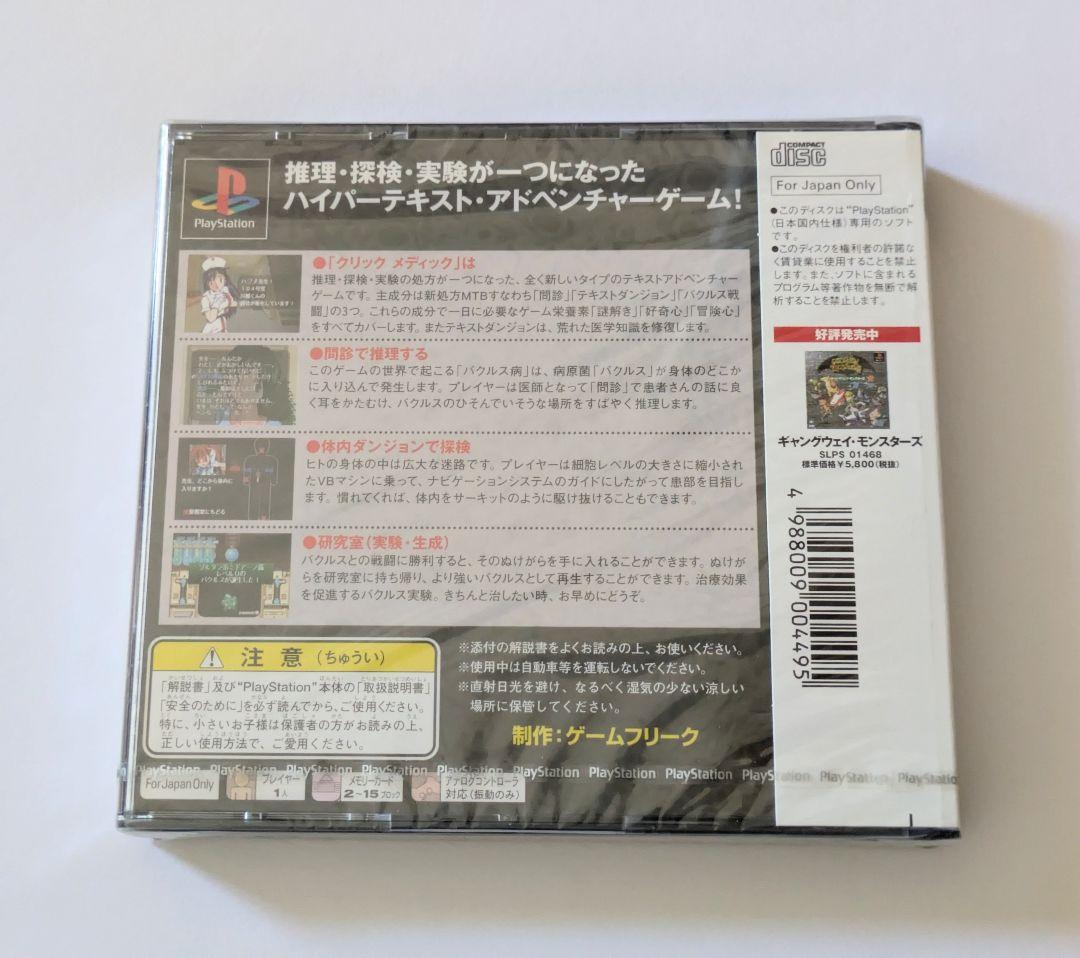 PlayStation
推理・探検・実験が一つになった
ハイパーテキスト・アドベンチャーゲーム!
●「クリック メディック」は
推理・探検・実験の処方が一つになった、全く新しいタイプのテキストアドベンチャー
ゲームです。主成分は新処方MTBすなわち「問診」「テキストダンジョン」「バクルス戦
闘」の3つ。これらの成分で一日に必要なゲーム栄養素「謎解き」「好奇心」「冒険心」
をすべてカバーします。またテキストダンジョンは、荒れた医学知識を修復します。
●問診で推理する
このゲームの世界で起こる「バクルス病」は、病原菌「バクルス」が身体のどこか
に入り込んで発生します。プレイヤーは医師となって「問診」で患者さんの話に良
く耳をかたむけ、バクルスのひそんでいそうな場所をすばやく推理します。
先生、どこから体内に
入りますか?
●体内ダンジョンで探検
ヒトの身体の中は広大な迷路です。プレイヤーは細胞レベルの大きさに縮小され
たVBマシンに乗って、ナビゲーションシステムのガイドにしたがって患部を目指し
ます。慣れてくれば、体内をサーキットのように駆け抜けることもできます。
レベル0の
バクルスが誕生した!
●研究室(実験・生成)
バクルスとの戦闘に勝利すると、そのぬけがらを手に入れることができます。ぬけ
がらを研究室に持ち帰り、より強いバクルスとして再生することができます。治療効果
を促進するバクルス実験。きちんと治したい時、お早めにどうぞ。
注意(ちゅうい)
「解説書」及び"PlayStation"本体の「取扱説明書」
「安全のために」を必ず読んでから、ご使用ください。
特に、小さいお子様は保護者の方がお読みの上、
正しい使用方法で、ご愛用ください。
※添付の解説書をよくお読みの上、お使いください。
※使用中は自動車等を運転しないでください。
※直射日光を避け、なるべく湿気の少ない涼しい
場所に保管してください。
制作:ゲームフリーク
PlayStation PlayStation PlayStation PlayStation PlayStation PlayStation PlayStation PlayStation PlayStation PlayStation
For Japan Only
プレイヤー
1人
メモリーカード
2〜15ブロック
アナログコントローラ
対応(振動のみ)
COMPACT
disc
For Japan Only
●このディスクは"PlayStation"
(日本国内仕様)専用のソフト
です。
●このディスクを権利者の許諾な
く賃貸業に使用することを禁止
します。また、ソフトに含まれる
プログラム等著作物を無断で解
析することを禁止します。
好評発売中
ギャングウェイ・モンスターズ
SLPS 01468
標準価格¥5,800(税抜)
4 988009 004495